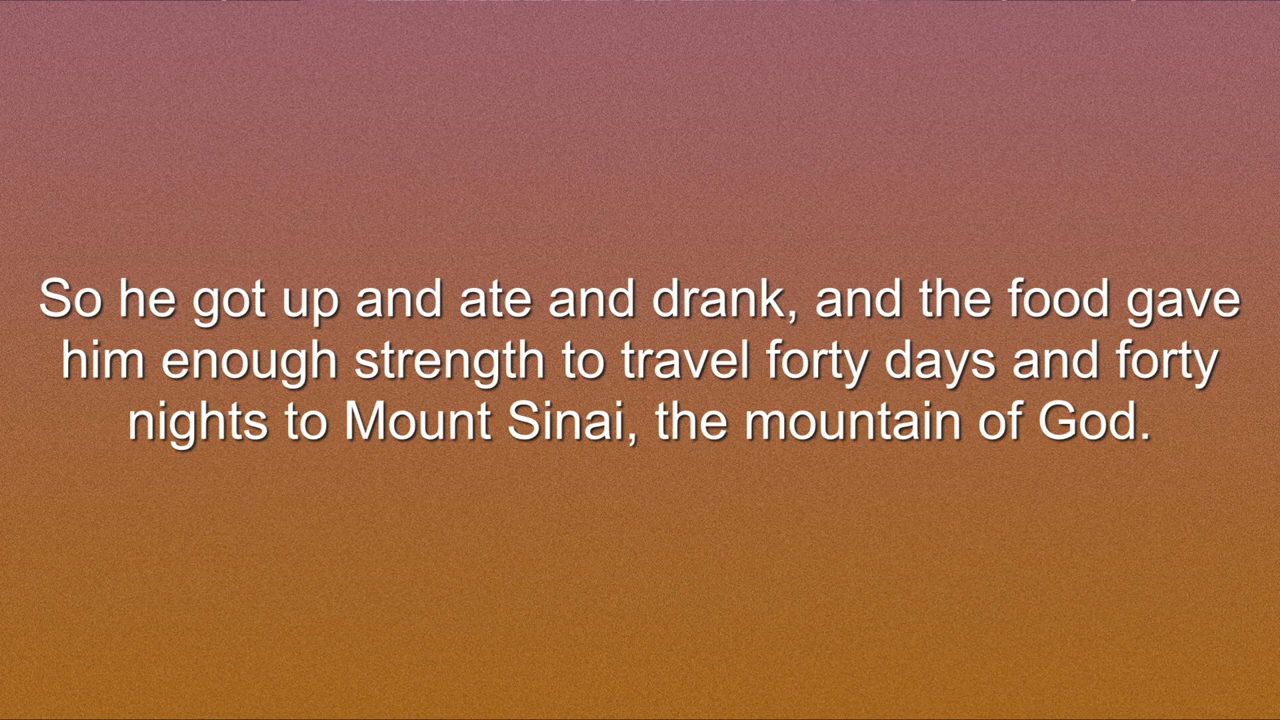 So he got up and ate and drank, and the food gave
him enough strength to travel forty days and forty
nights to Mount Sinai, the mountain of God.